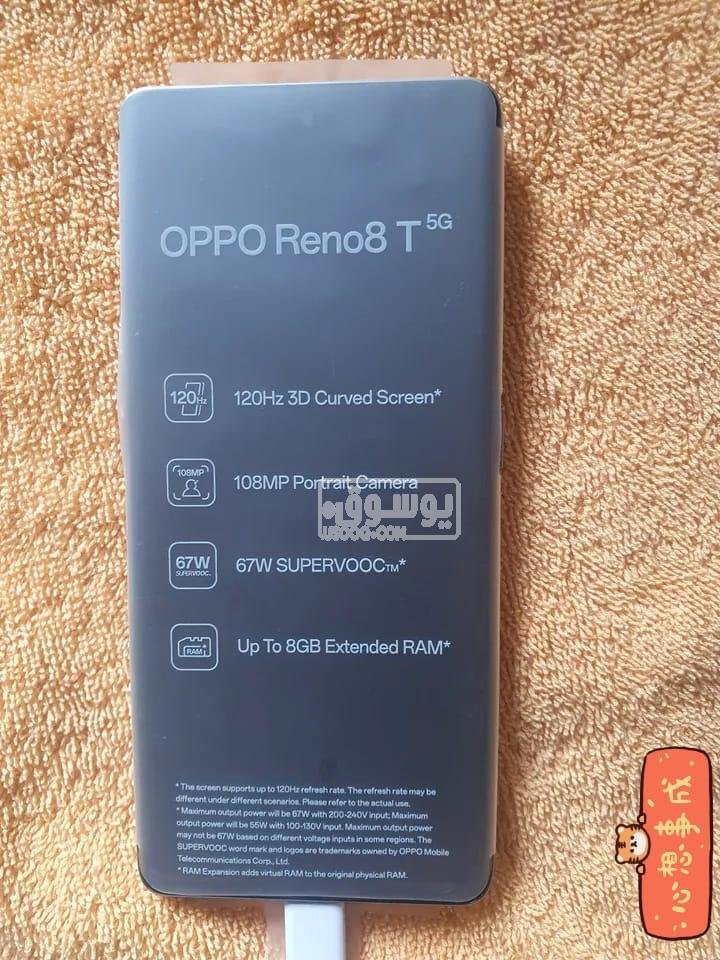 OPPO Reno8 T 5G
120Hz
120Hz 3D Curved Screen*
108MP
108MP Portrait Camera
يوسوق
USOOQ.COM
67W
SUPERVOOC™
67W SUPERVOOC™*
RAM+
Up To 8GB Extended RAM*
* The screen supports up to 120Hz refresh rate. The refresh rate may be
different under different scenarios. Please refer to the actual use.
* Maximum output power will be 67W with 200-240V input; Maximum
output power will be 55W with 100-130V input. Maximum output power
may not be 67W based on different voltage inputs in some regions. The
SUPERVOOC word mark and logos are trademarks owned by OPPO Mobile
Telecommunications Corp., Ltd.
* RAM Expansion adds virtual RAM to the original physical RAM.
心想事成